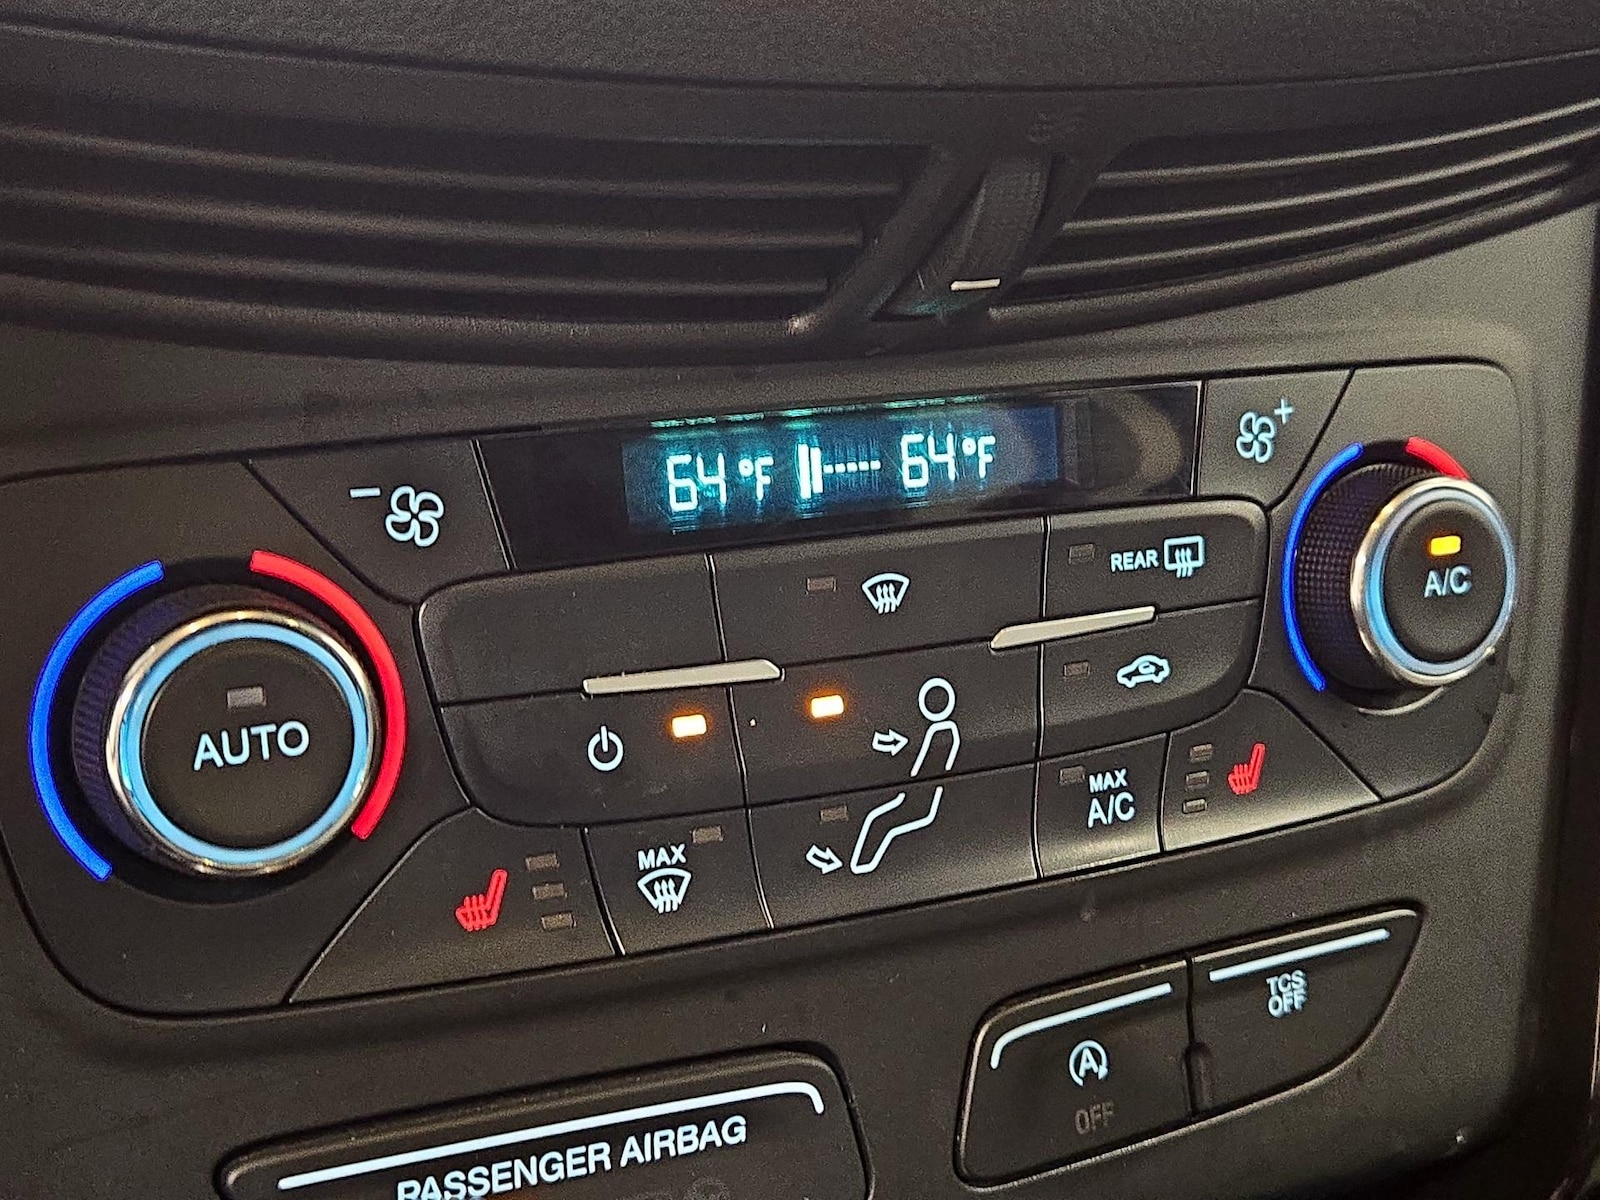 64°F 64°F
REAR
A/C
AUTO
MAX
A/C
MAX
TCS
OFF
A
OFF
PASSENGER AIRBAG